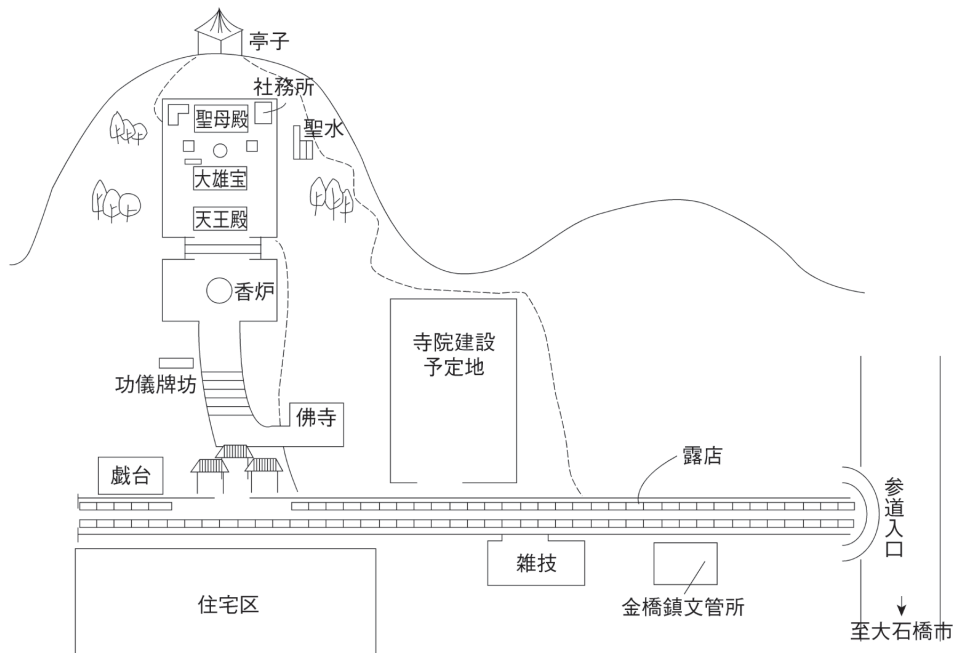 亭子
社務所
聖母殿
聖水
大雄宝
天王殿
香炉
寺院建設
予定地
功儀牌坊
佛寺
戯台
露店
参道入口
雑技
金橋鎮文管所
住宅区
至大石橋市